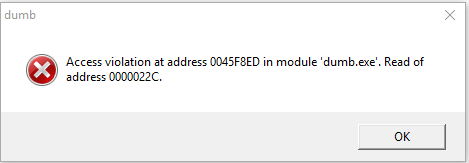 dumb
Access violation at address 0045F8ED in module 'dumb.exe'. Read of
address 0000022C.
OK